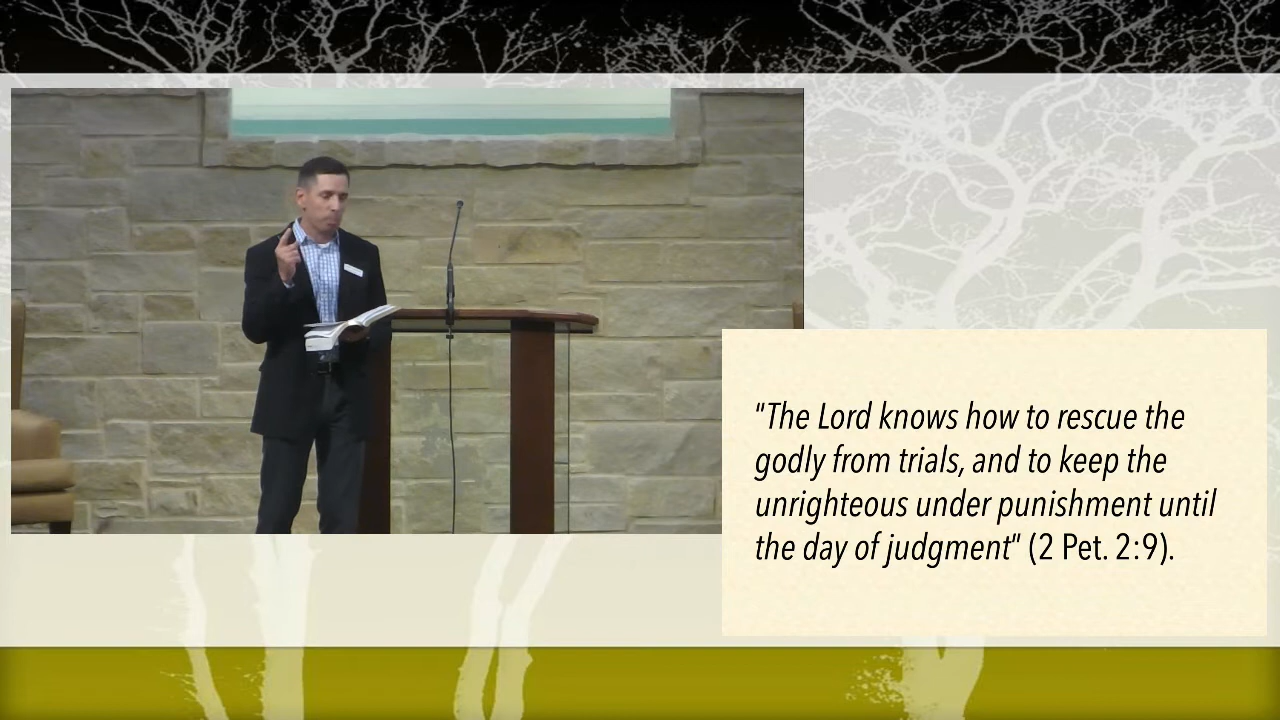 "The Lord knows how to rescue the
godly from trials, and to keep the
unrighteous under punishment until
the day of judgment" (2 Pet. 2:9).